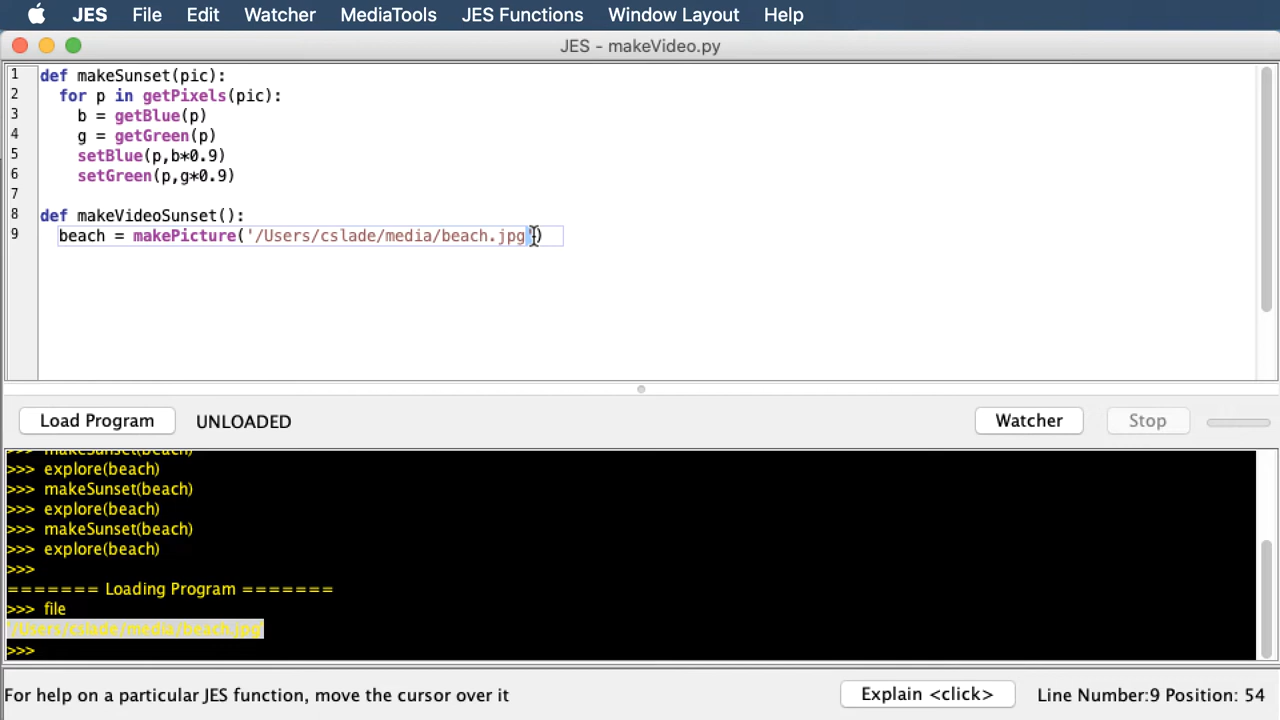 JES File Edit Watcher MediaTools JES Functions Window Layout Help
JES - makeVideo.py
1 def makeSunset(pic):
2 for p in getPixels(pic):
3 b = getBlue(p)
4 g = getGreen(p)
5 setBlue(p,b*0.9)
6 setGreen(p,g*0.9)
7
8 def makeVideoSunset():
9 beach = makePicture('/Users/cslade/media/beach.jpg')
Load Program UNLOADED Watcher Stop
>>> makeSunset(beach)
>>> explore(beach)
>>> makeSunset(beach)
>>> explore(beach)
>>> makeSunset(beach)
>>> explore(beach)
>>>
======= Loading Program =======
>>> file
'/Users/cslade/media/beach.jpg'
>>>
For help on a particular JES function, move the cursor over it Explain <click> Line Number:9 Position: 54